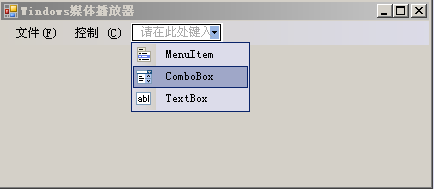 Windows媒体播放器
文件(F) 控制 (C) 请在此处键入
MenuItem
ComboBox
abl TextBox